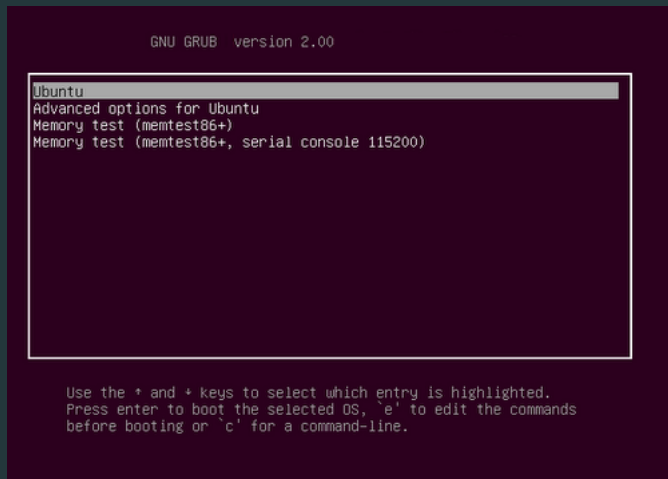 GNU GRUB  version 2.00
Ubuntu
Advanced options for Ubuntu
Memory test (memtest86+)
Memory test (memtest86+, serial console 115200)
Use the ↑ and ↓ keys to select which entry is highlighted.
Press enter to boot the selected OS, `e' to edit the commands
before booting or `c' for a command-line.